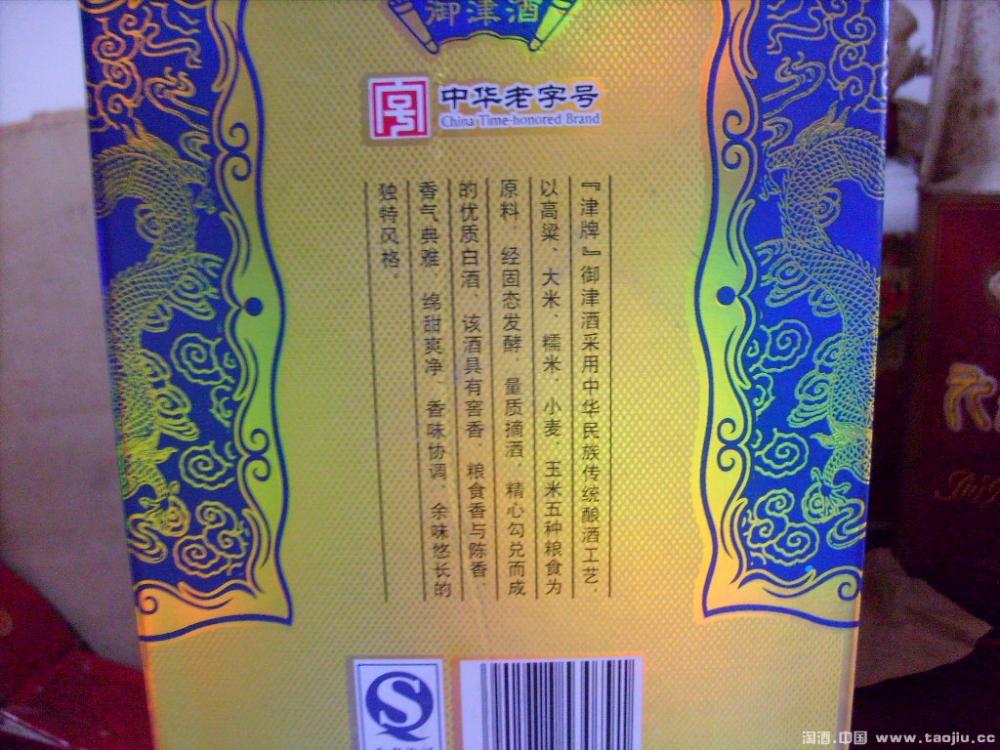 御津酒
中华老字号
China Time-honored Brand
『津牌』御津酒采用中华民族传统酿酒工艺，
以高粱、大米、糯米、小麦、玉米五种粮食为
原料，经固态发酵，量质摘酒，精心勾兑而成
的优质白酒、该酒具有窖香、粮食香与陈香、
香气典雅、绵甜爽净、香味协调、余味悠长的
独特风格。
淘酒.中国 www.taojiu.cc